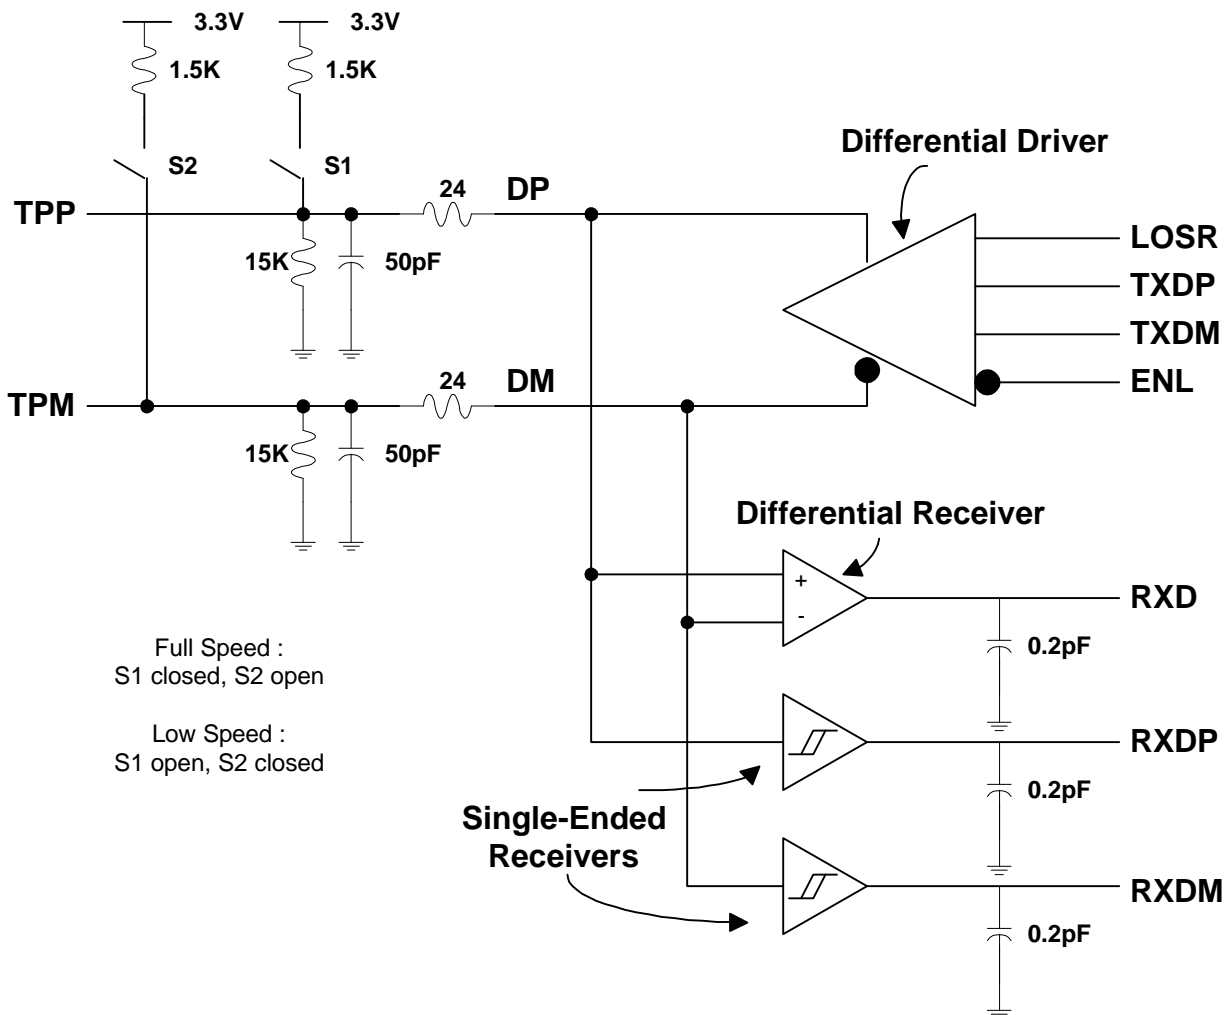 3.3V
3.3V
1.5K
1.5K
S2
S1
Differential Driver
TPP
24
DP
15K
50pF
LOSR
TXDP
TXDM
ENL
TPM
24
DM
15K
50pF
Differential Receiver
+
-
RXD
0.2pF
Full Speed :
S1 closed, S2 open
Low Speed :
S1 open, S2 closed
RXDP
0.2pF
Single-Ended
Receivers
RXDM
0.2pF